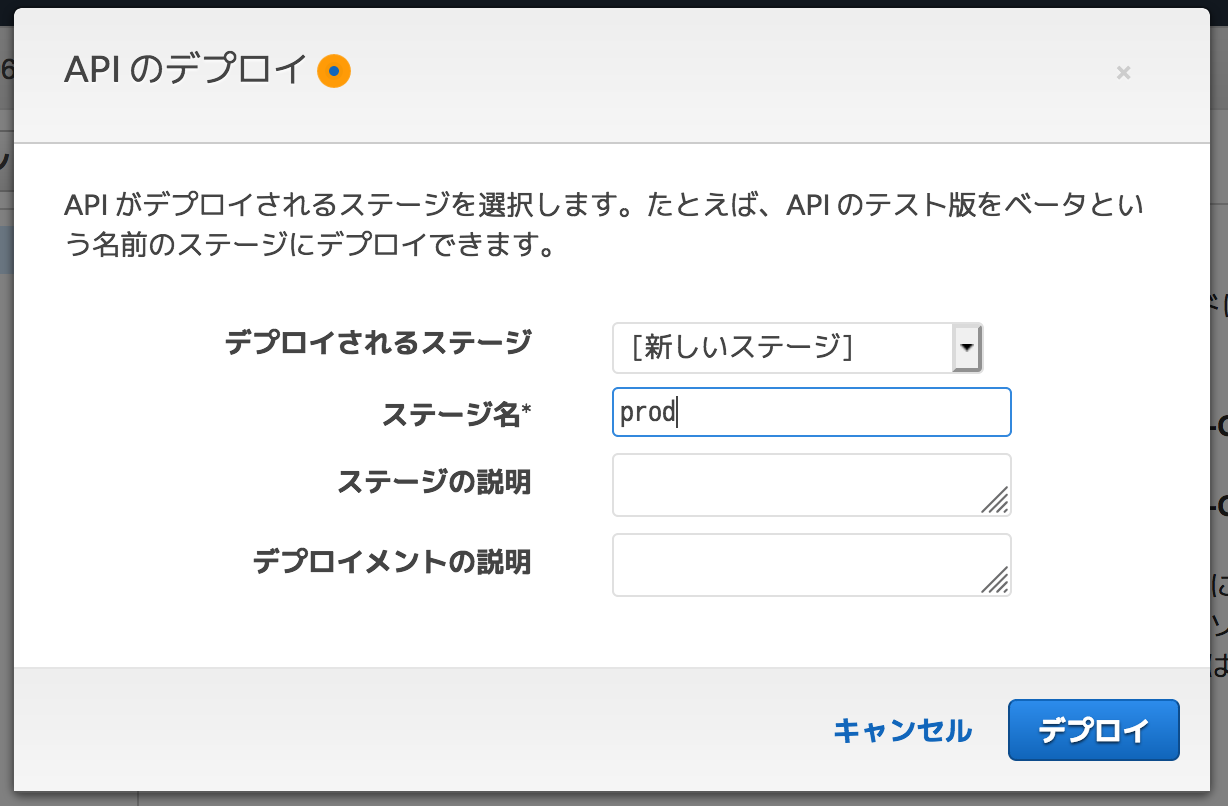 API のデプロイ
×
API がデプロイされるステージを選択します。たとえば、API のテスト版をベータとい
う名前のステージにデプロイできます。
デプロイされるステージ [新しいステージ]
ステージ名* prod
ステージの説明
デプロイメントの説明
キャンセル デプロイ